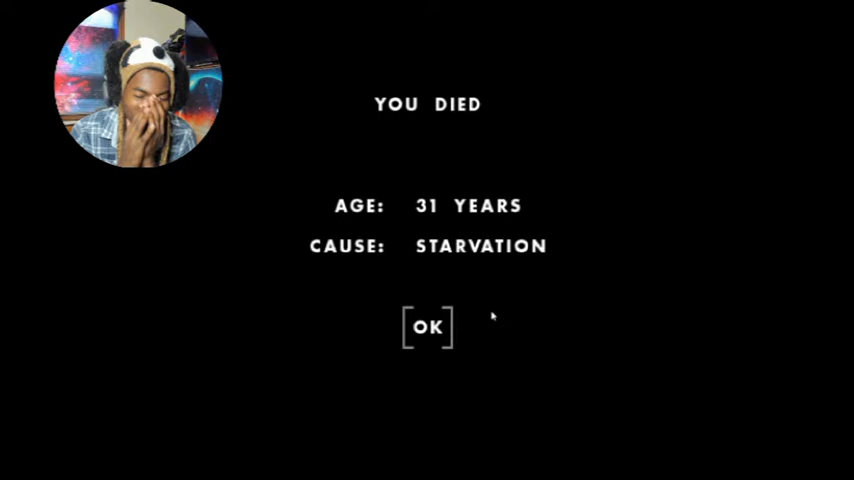 YOU DIED
AGE: 31 YEARS
CAUSE: STARVATION
OK